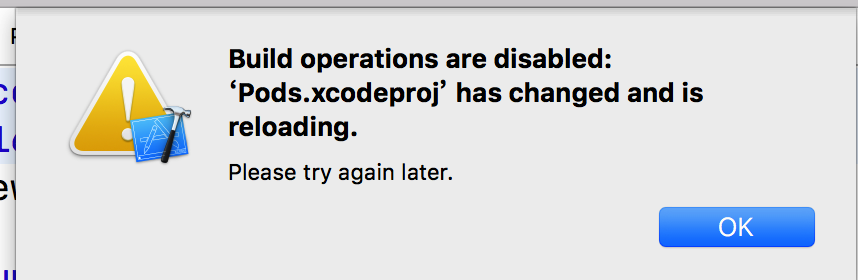 Build operations are disabled:
‘Pods.xcodeproj’ has changed and is
reloading.
Please try again later.
OK